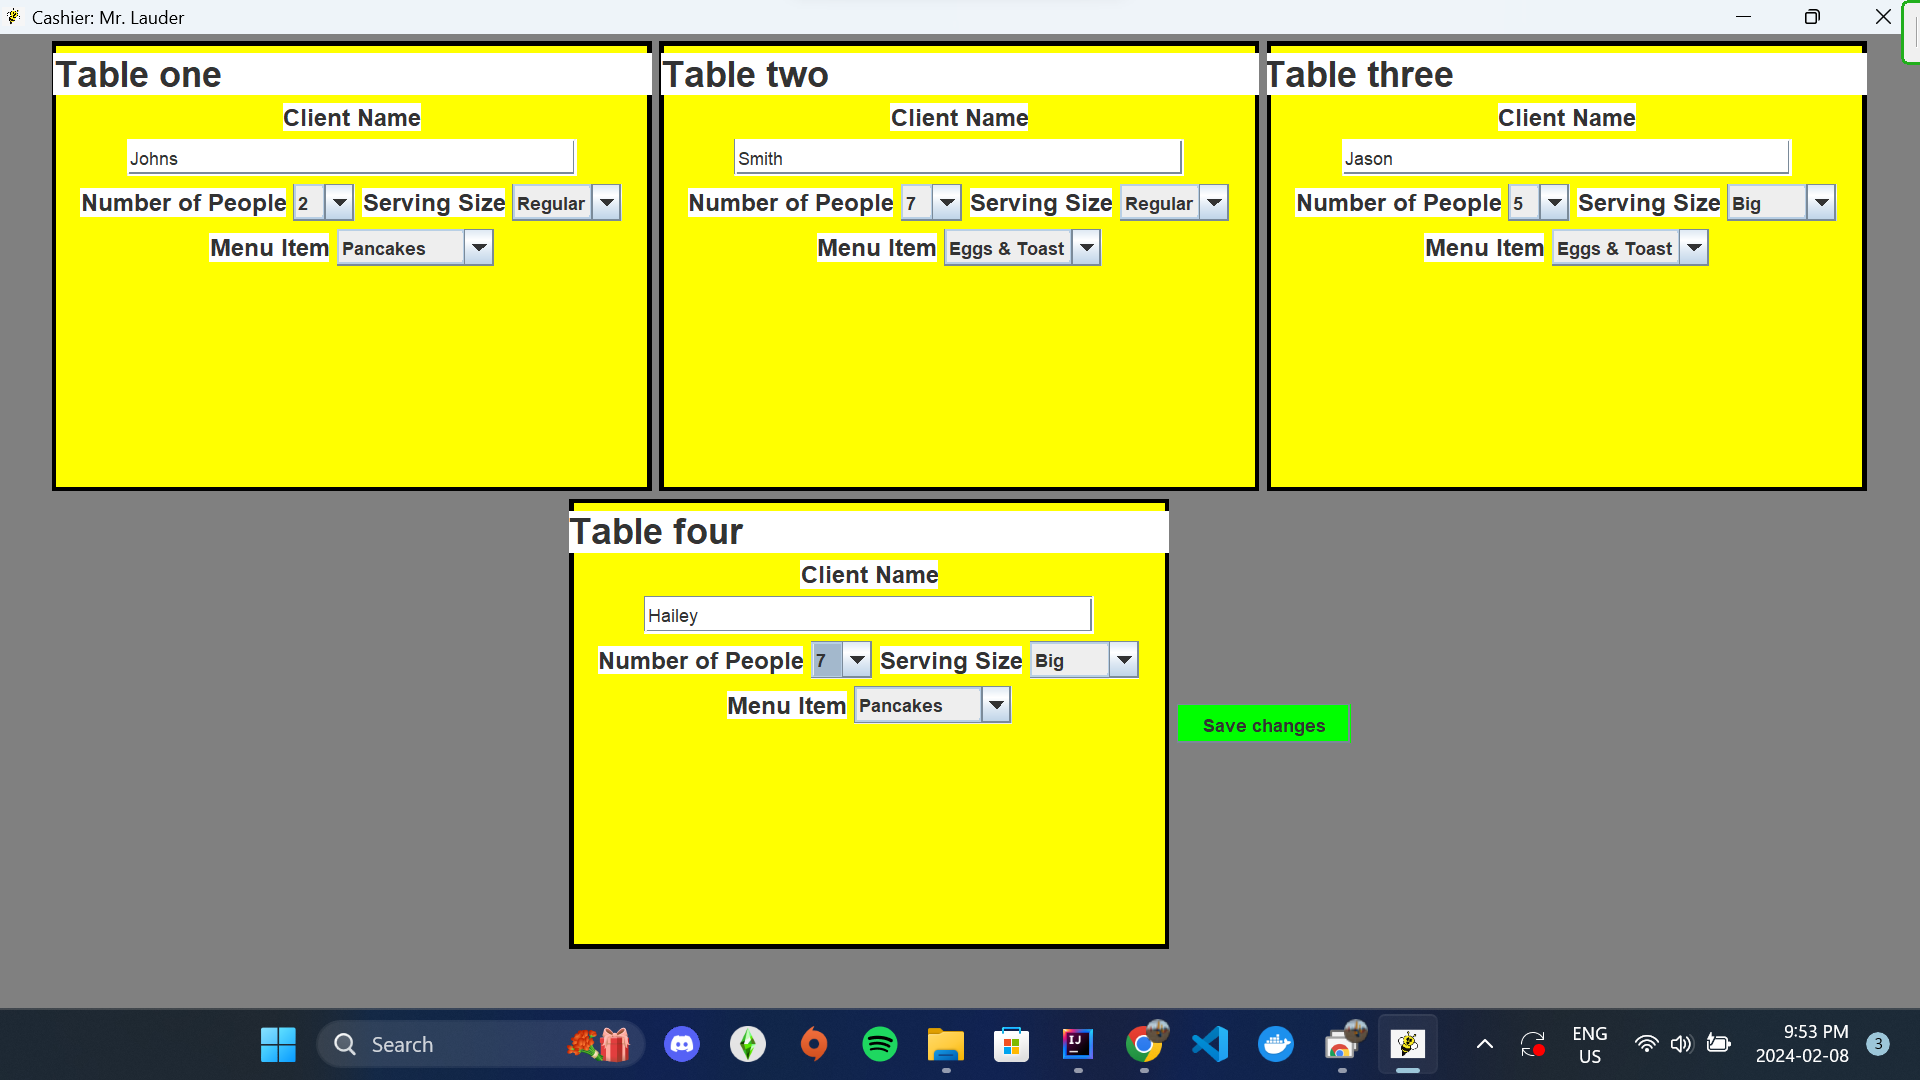 Cashier: Mr. Lauder
Table one
Client Name
Johns
Number of People 2 Serving Size Regular
Menu Item Pancakes
Table two
Client Name
Smith
Number of People 7 Serving Size Regular
Menu Item Eggs & Toast
Table three
Client Name
Jason
Number of People 5 Serving Size Big
Menu Item Eggs & Toast
Table four
Client Name
Hailey
Number of People 7 Serving Size Big
Menu Item Pancakes
Save changes
Search
IJ
ENG
US
9:53 PM
2024-02-08
3